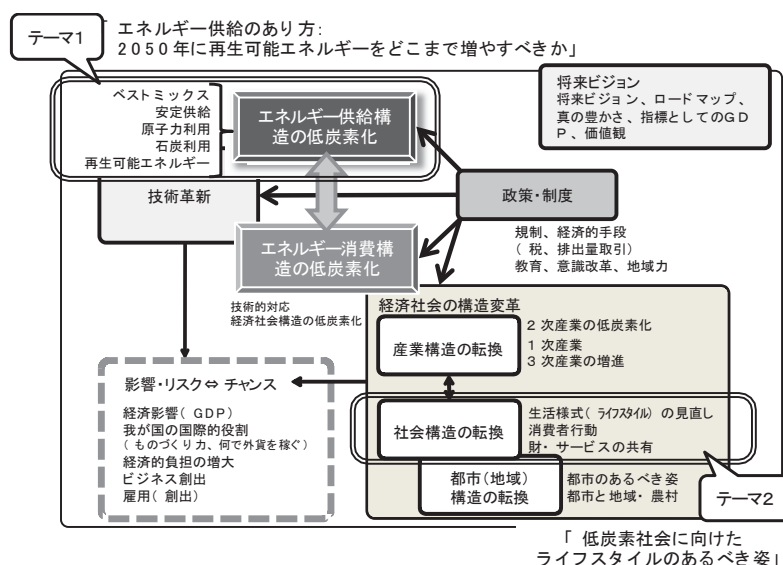 テーマ1
「 エネルギー供給のあり方:
2050年に再生可能エネルギーをどこまで増やすべきか」
ベストミックス
安定供給
原子力利用
石炭利用
再生可能エネルギー
エネルギー供給構
造の低炭素化
将来ビジョン
将来ビジョン、ロードマップ、
真の豊かさ、指標としてのGD
P、価値観
技術革新
政策・制度
規制、経済的手段
(税、排出量取引)
教育、意識改革、地域力
エネルギー消費構
造の低炭素化
技術的対応
経済社会構造の低炭素化
経済社会の構造変革
産業構造の転換
2次産業の低炭素化
1次産業
3次産業の増進
影響・リスク⇔チャンス
経済影響(GDP)
我が国の国際的役割
(ものづくり力、何で外貨を稼ぐ)
経済的負担の増大
ビジネス創出
雇用(創出)
社会構造の転換
生活様式(ライフスタイル)の見直し
消費者行動
財・サービスの共有
都市(地域)
構造の転換
都市のあるべき姿
都市と地域・農村
テーマ2
「 低炭素社会に向けた
ライフスタイルのあるべき姿」